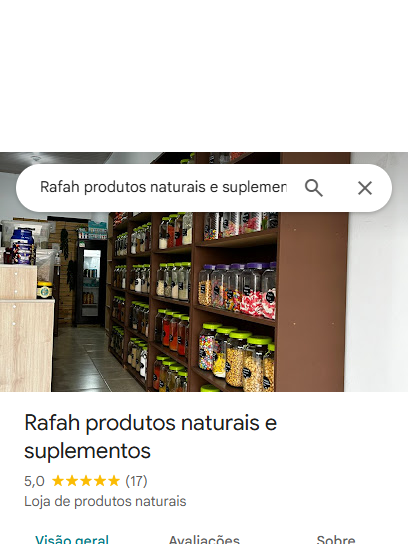 Rafah produtos naturais e suplemen
Rafah produtos naturais e
suplementos
5,0 (17)
Loja de produtos naturais
Visão geral Avaliações Sobre